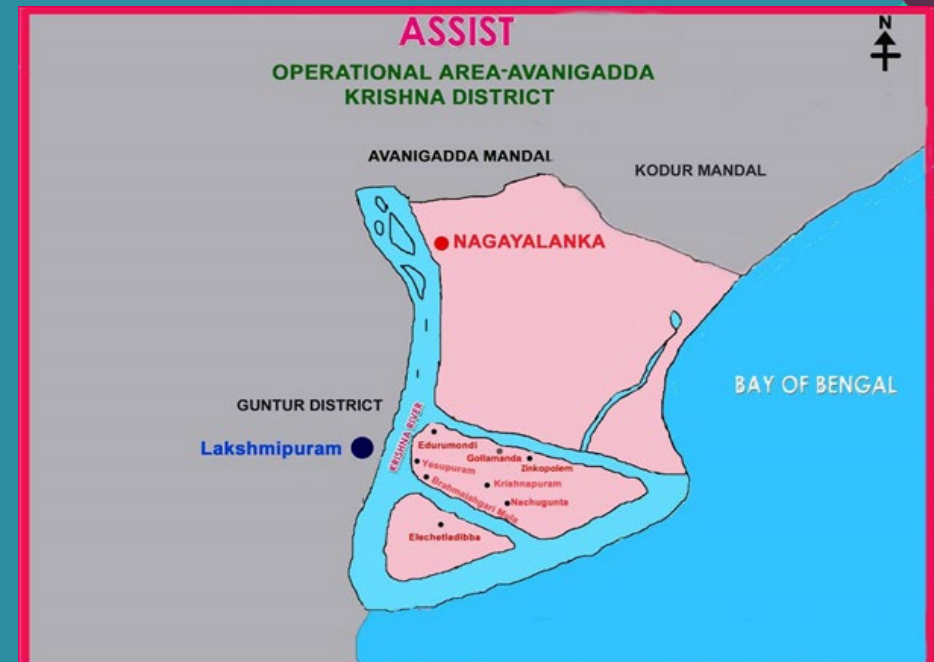 ASSIST
OPERATIONAL AREA-AVANIGADDA
KRISHNA DISTRICT
N
AVANIGADDA MANDAL
KODUR MANDAL
NAGAYALANKA
BAY OF BENGAL
GUNTUR DISTRICT
KRISHNA RIVER
Lakshmipuram
Edurumondi
Gollamanda
Zinkopolem
Yesupuram
Krishnapuram
Brahmaiahgari Mula
Nachugunta
Elechetladibba